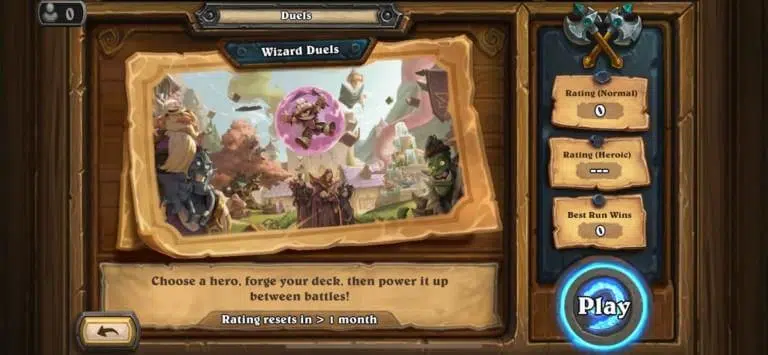 0
Duels
Wizard Duels
Choose a hero, forge your deck, then power it up
between battles!
Rating resets in > 1 month
Rating (Normal)
0
Rating (Heroic)
---
Best Run Wins
0
Play